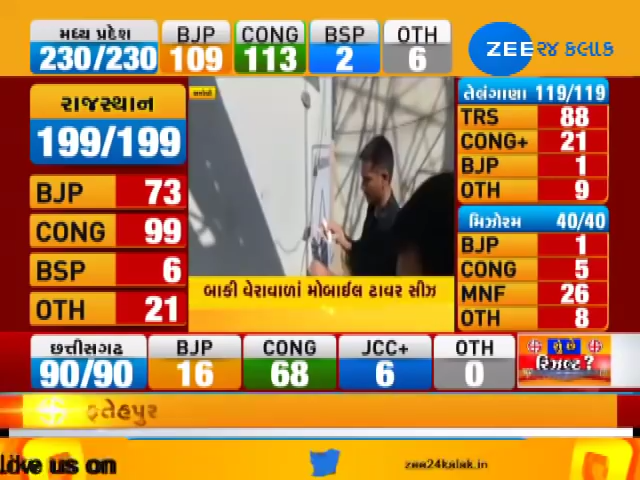 મધ્ય પ્રદેશ BJP CONG BSP OTH
230/230 109 113 2 6
ZEE ૨૪ કલાક
રાજસ્થાન
199/199
BJP 73
CONG 99
BSP 6
OTH 21
બાકી વેરાવાળાં મોબાઈલ ટાવર સીઝ
તેલંગાણા 119/119
TRS 88
CONG+ 21
BJP 1
OTH 9
મિઝોરમ 40/40
BJP 1
CONG 5
MNF 26
OTH 8
છત્તીસગઢ BJP CONG JCC+ OTH
90/90 16 68 6 0
શું છે
રિઝલ્ટ?
ફતેહપુર
like us on
zee24kalak.in